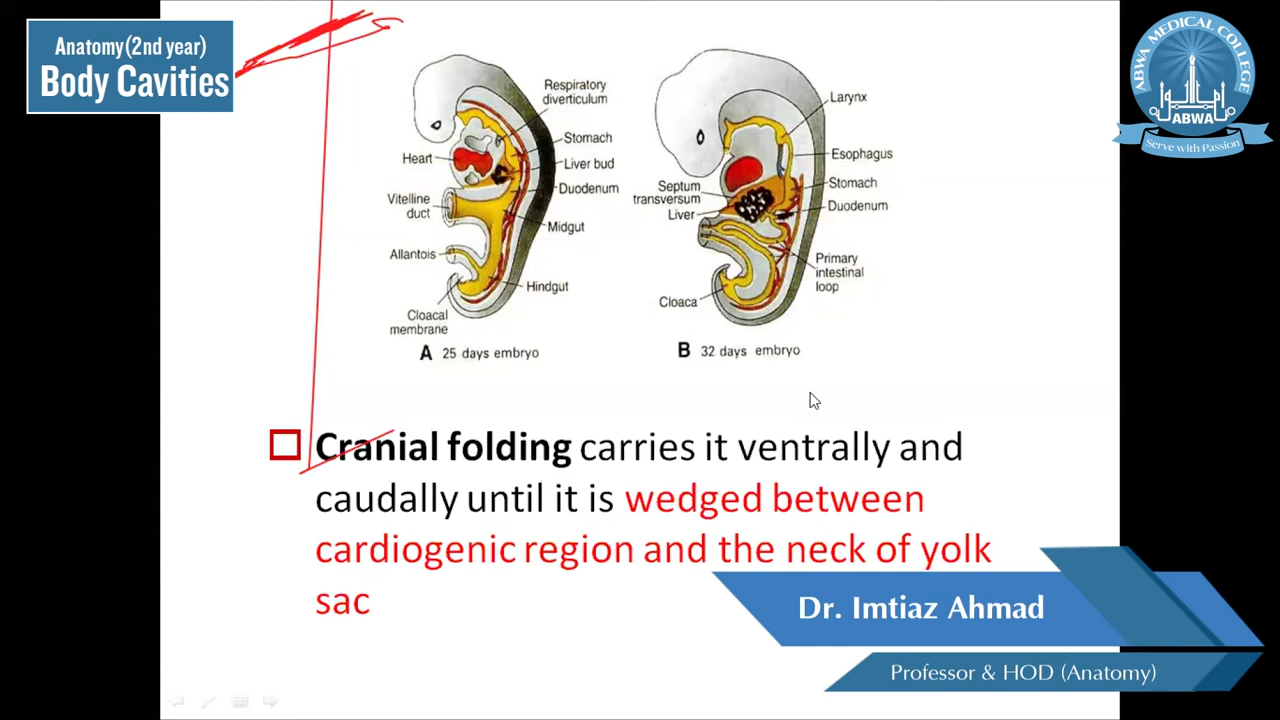 Anatomy(2nd year)
Body Cavities
ABWA MEDICAL COLLEGE
ABWA
Serve with Passion
Respiratory
diverticulum
Stomach
Heart
Liver bud
Duodenum
Vitelline
duct
Midgut
Allantois
Hindgut
Cloacal
membrane
A 25 days embryo
Larynx
Esophagus
Septum
transversum
Stomach
Liver
Duodenum
Primary
intestinal
loop
Cloaca
B 32 days embryo
Cranial folding carries it ventrally and
caudally until it is wedged between
cardiogenic region and the neck of yolk
sac
Dr. Imtiaz Ahmad
Professor & HOD (Anatomy)